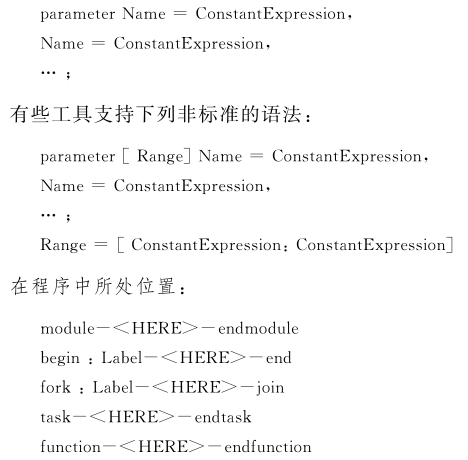 parameter Name = ConstantExpression,
Name = ConstantExpression,
… ;
有些工具支持下列非标准的语法：
parameter [ Range] Name = ConstantExpression,
Name = ConstantExpression,
… ;
Range = [ ConstantExpression: ConstantExpression]
在程序中所处位置：
module-<HERE>-endmodule
begin : Label-<HERE>-end
fork : Label-<HERE>-join
task-<HERE>-endtask
function-<HERE>-endfunction